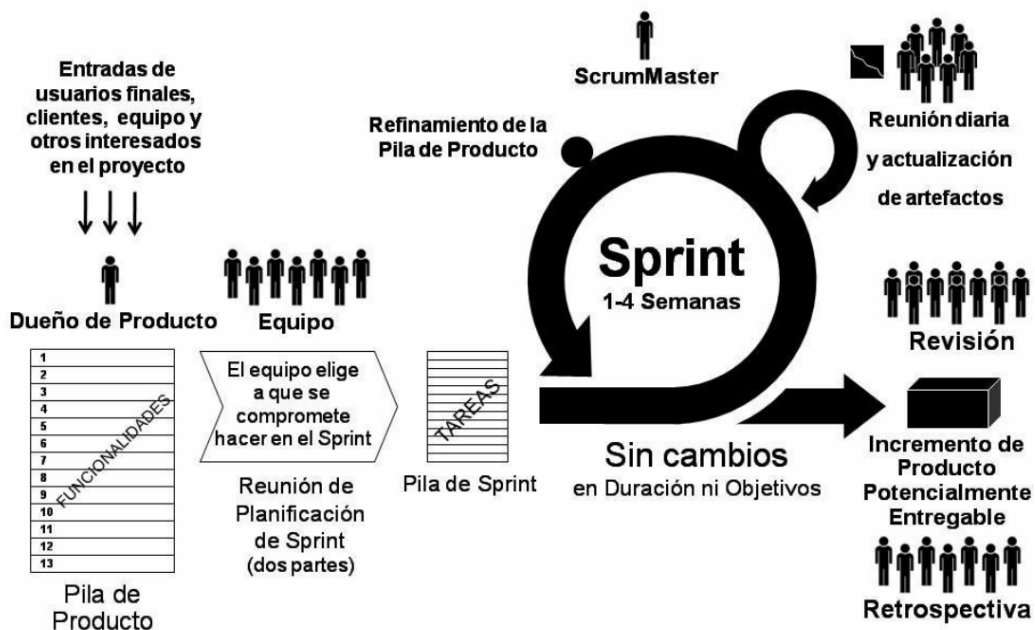 Entradas de
usuarios finales,
clientes, equipo y
otros interesados
en el proyecto
Dueño de Producto
1
2
3
4
5
6
7
8
9
10
11
12
13
FUNCIONALIDADES
Pila de
Producto
Equipo
El equipo elige
a que se
compromete
hacer en el Sprint
Reunión de
Planificación
de Sprint
(dos partes)
TAREAS
Pila de Sprint
Refinamiento de la
Pila de Producto
ScrumMaster
Sprint
1-4 Semanas
Sin cambios
en Duración ni Objetivos
Reunión diaria
y actualización
de artefactos
Revisión
Incremento de
Producto
Potencialmente
Entregable
Retrospectiva